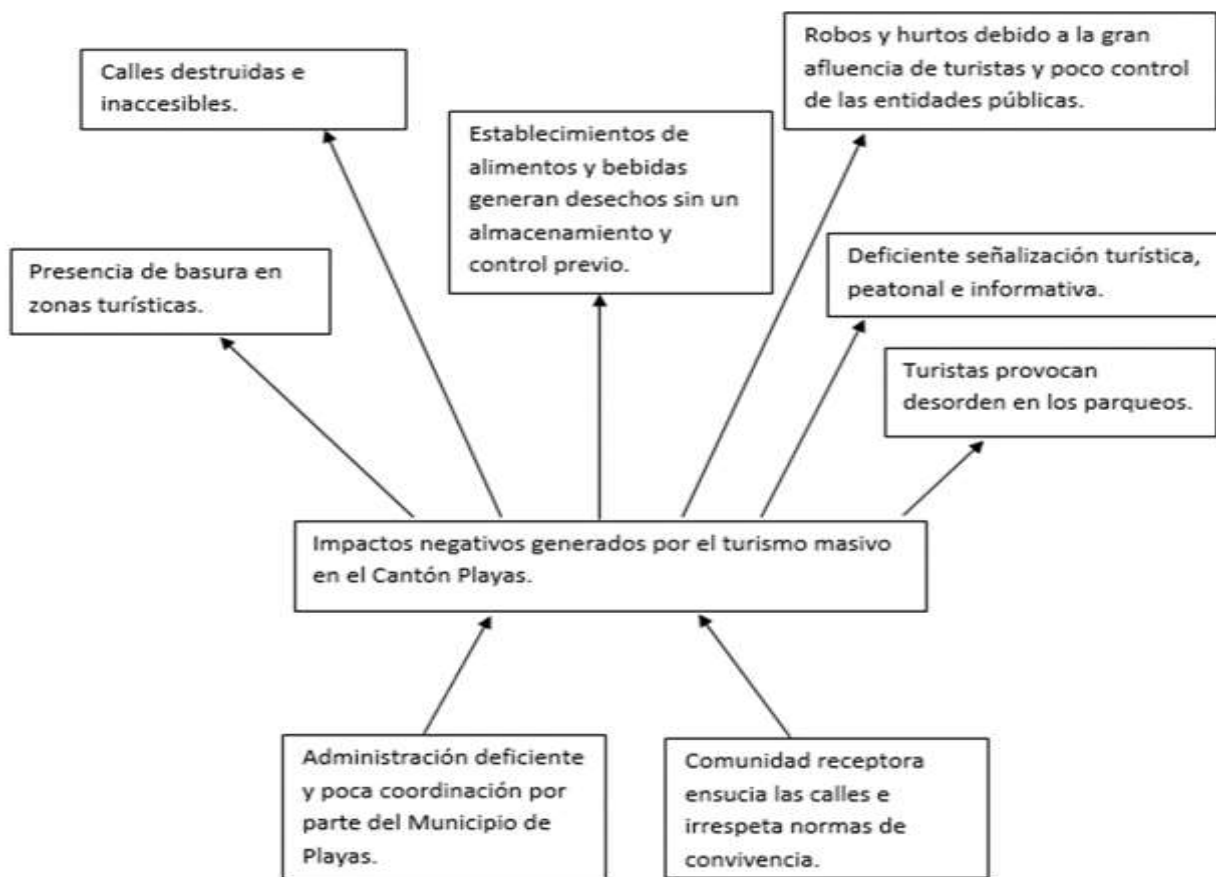 Robos y hurtos debido a la gran
afluencia de turistas y poco control
de las entidades públicas.
Calles destruidas e
inaccesibles.
Establecimientos de
alimentos y bebidas
generan desechos sin un
almacenamiento y
control previo.
Presencia de basura en
zonas turísticas.
Deficiente señalización turística,
peatonal e informativa.
Turistas provocan
desorden en los parqueos.
Impactos negativos generados por el turismo masivo
en el Cantón Playas.
Administración deficiente
y poca coordinación por
parte del Municipio de
Playas.
Comunidad receptora
ensucia las calles e
irrespeta normas de
convivencia.